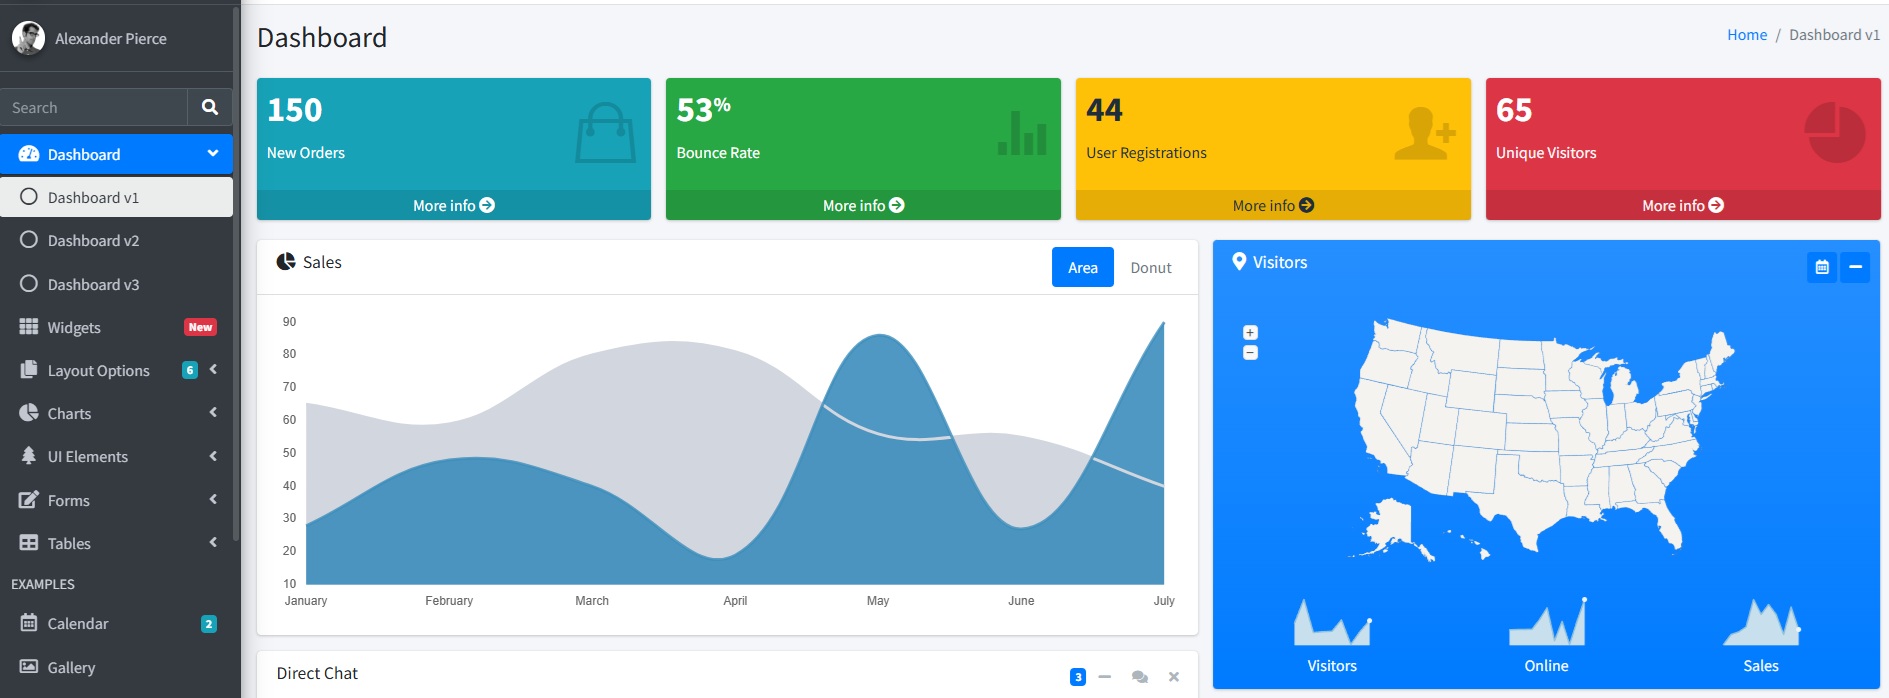 Alexander Pierce
Search
Dashboard
Dashboard v1
Dashboard v2
Dashboard v3
Widgets New
Layout Options 6
Charts
UI Elements
Forms
Tables
EXAMPLES
Calendar 2
Gallery
Dashboard
Home / Dashboard v1
150
New Orders
More info
53%
Bounce Rate
More info
44
User Registrations
More info
65
Unique Visitors
More info
Sales
Area Donut
90
80
70
60
50
40
30
20
10
January February March April May June July
Direct Chat 3
Visitors
+
−
Visitors Online Sales